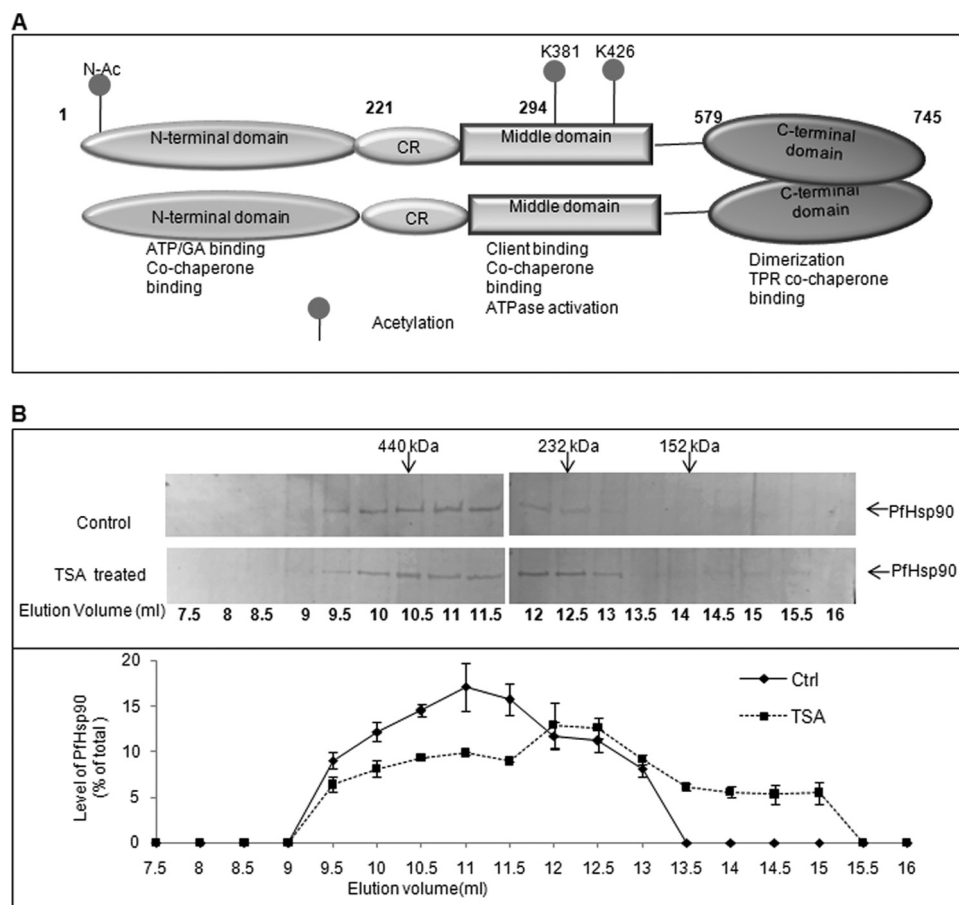 A
N-Ac
K381
K426
1
221
294
579
745
N-terminal domain
CR
Middle domain
C-terminal
domain
N-terminal domain
CR
Middle domain
C-terminal
domain
ATP/GA binding
Co-chaperone
binding
Client binding
Co-chaperone
binding
ATPase activation
Dimerization
TPR co-chaperone
binding
Acetylation
B
440 kDa
232 kDa
152 kDa
Control
PfHsp90
TSA treated
PfHsp90
Elution Volume (ml) 7.5 8 8.5 9 9.5 10 10.5 11 11.5 12 12.5 13 13.5 14 14.5 15 15.5 16
Level of PfHsp90
(% of total)
20
15
10
5
0
Ctrl
TSA
7.5 8 8.5 9 9.5 10 10.5 11 11.5 12 12.5 13 13.5 14 14.5 15 15.5 16
Elution volume(ml)